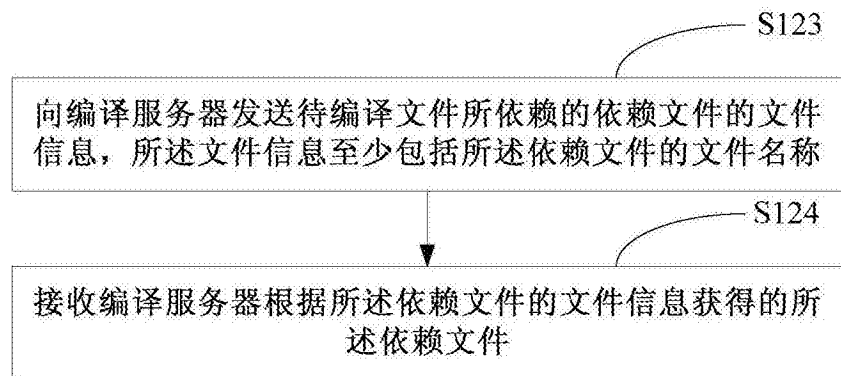 S123
向编译服务器发送待编译文件所依赖的依赖文件的文件
信息，所述文件信息至少包括所述依赖文件的文件名称
S124
接收编译服务器根据所述依赖文件的文件信息获得的所
述依赖文件